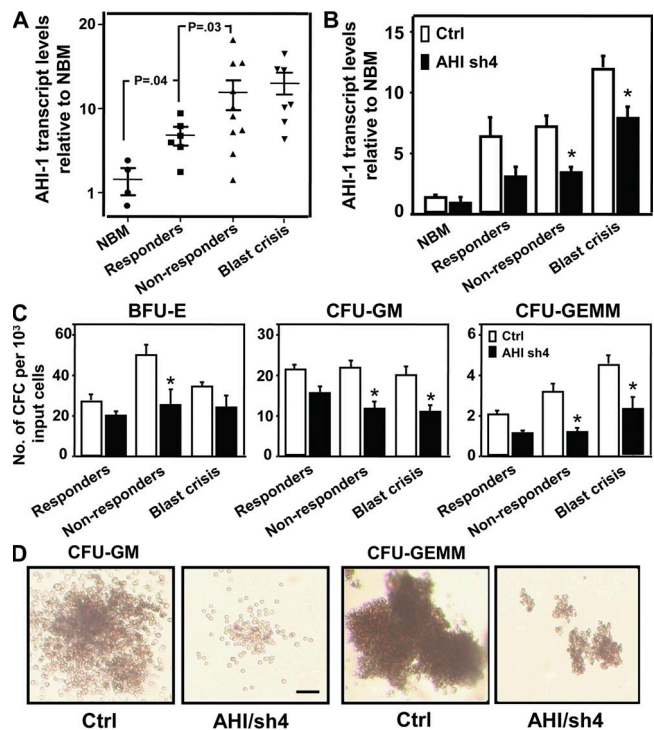 A
AHI-1 transcript levels
relative to NBM
20
10
1
P=.04
P=.03
NBM
Responders
Non-responders
Blast crisis
B
AHI-1 transcript levels
relative to NBM
15
10
5
0
Ctrl
AHI sh4
*
*
NBM
Responders
Non-responders
Blast crisis
C
No. of CFC per 10³
input cells
BFU-E
60
40
20
0
*
Responders
Non-responders
Blast crisis
CFU-GM
30
20
10
0
*
*
Responders
Non-responders
Blast crisis
CFU-GEMM
6
4
2
0
Ctrl
AHI sh4
*
*
Responders
Non-responders
Blast crisis
D
CFU-GM
CFU-GEMM
Ctrl
AHI/sh4
Ctrl
AHI/sh4